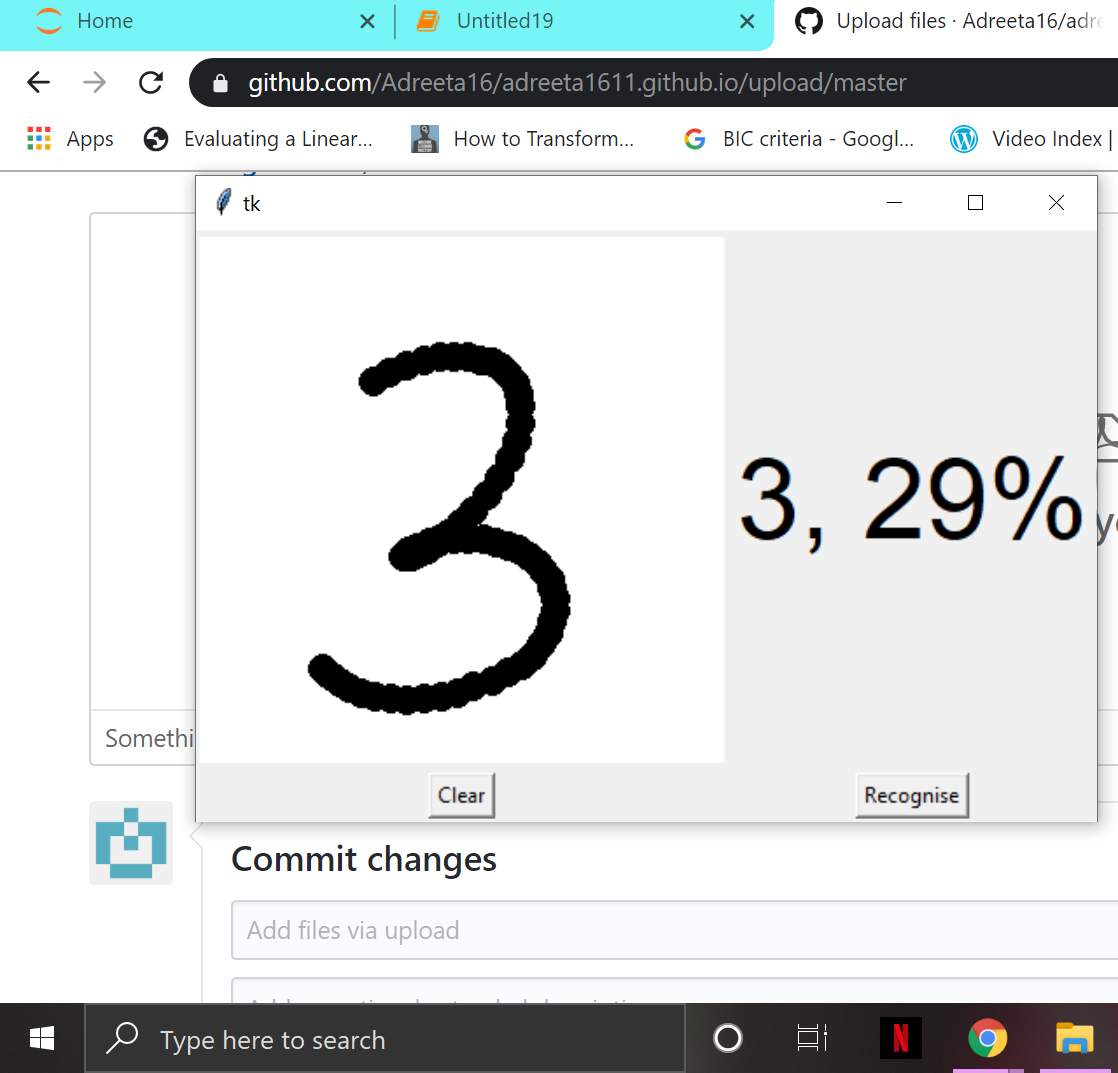 Home
Untitled19
Upload files · Adreeta16/adre
github.com/Adreeta16/adreeta1611.github.io/upload/master
Apps
Evaluating a Linear...
How to Transform...
BIC criteria - Googl...
Video Index |
tk
3
3, 29%
Somethi
Clear
Recognise
Commit changes
Add files via upload
Type here to search